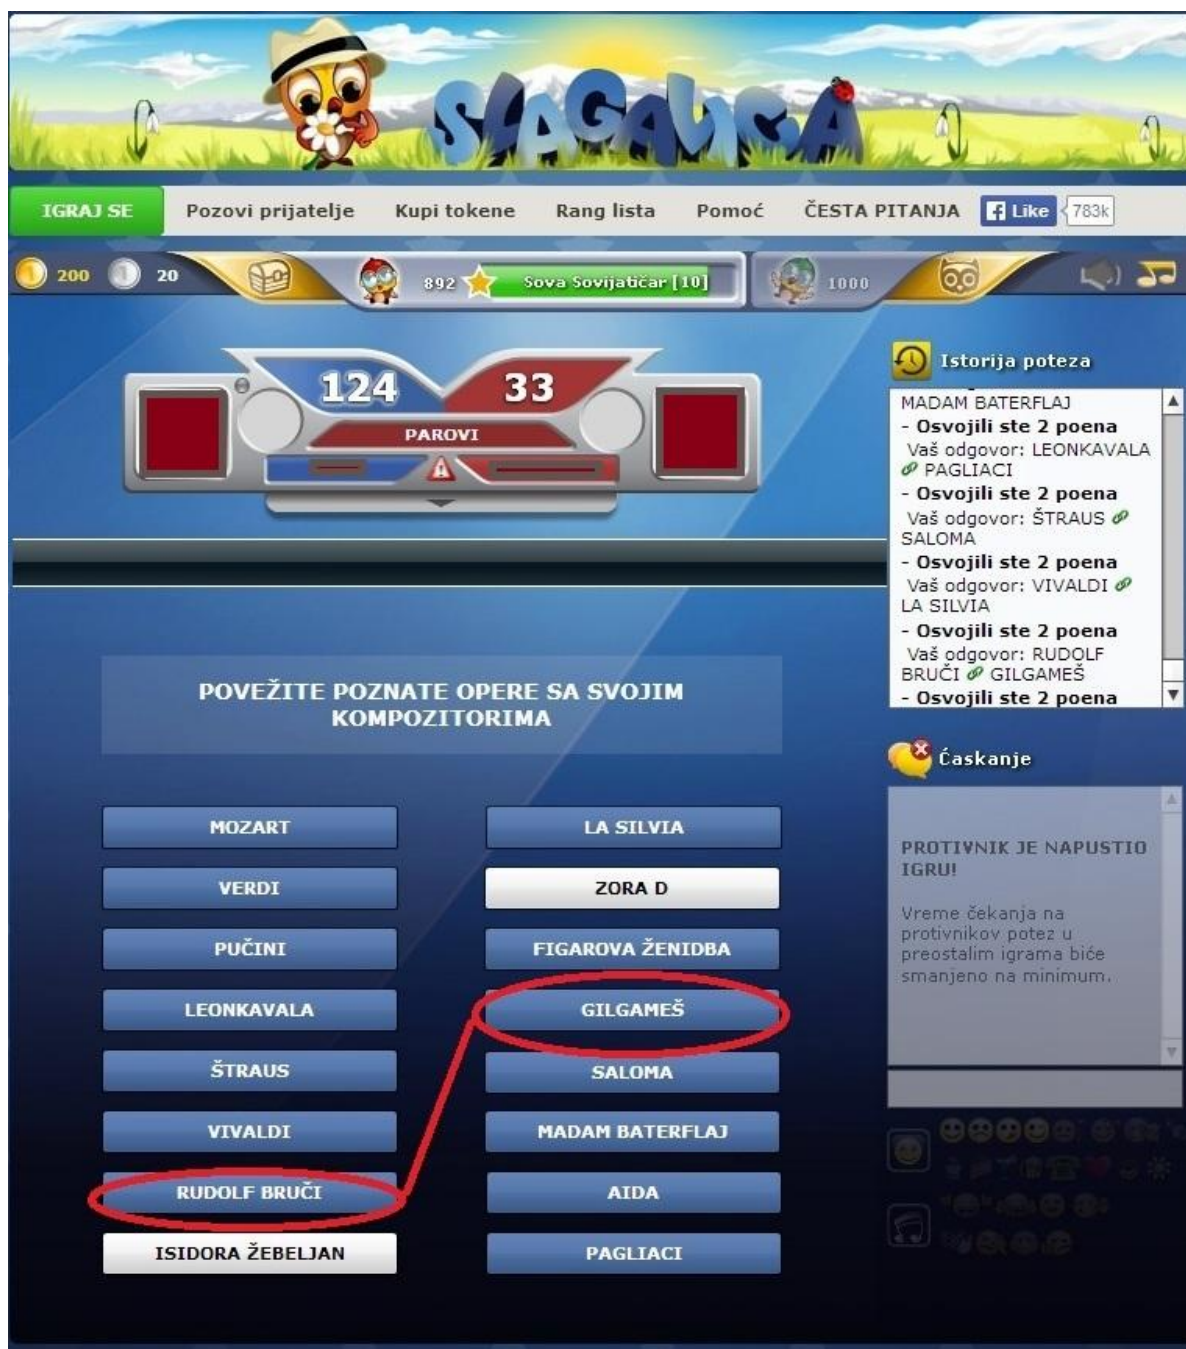 SLAGALICA
IGRAJ SE
Pozovi prijatelje
Kupi tokene
Rang lista
Pomoć
ČESTA PITANJA
Like
783k
200
20
892
Sova Sovijatičar [10]
1000
124
33
PAROVI
Istorija poteza
MADAM BATERFLAJ
- Osvojili ste 2 poena
Vaš odgovor: LEONKAVALA
PAGLIACI
- Osvojili ste 2 poena
Vaš odgovor: ŠTRAUS
SALOMA
- Osvojili ste 2 poena
Vaš odgovor: VIVALDI
LA SILVIA
- Osvojili ste 2 poena
Vaš odgovor: RUDOLF
BRUČI GILGAMEŠ
- Osvojili ste 2 poena
POVEŽITE POZNATE OPERE SA SVOJIM
KOMPOZITORIMA
MOZART
LA SILVIA
VERDI
ZORA D
PUČINI
FIGAROVA ŽENIDBA
LEONKAVALA
GILGAMEŠ
ŠTRAUS
SALOMA
VIVALDI
MADAM BATERFLAJ
RUDOLF BRUČI
AIDA
ISIDORA ŽEBELJAN
PAGLIACI
Ćaskanje
PROTIVNIK JE NAPUSTIO
IGRU!
Vreme čekanja na
protivnikov potez u
preostalim igrama biće
smanjeno na minimum.